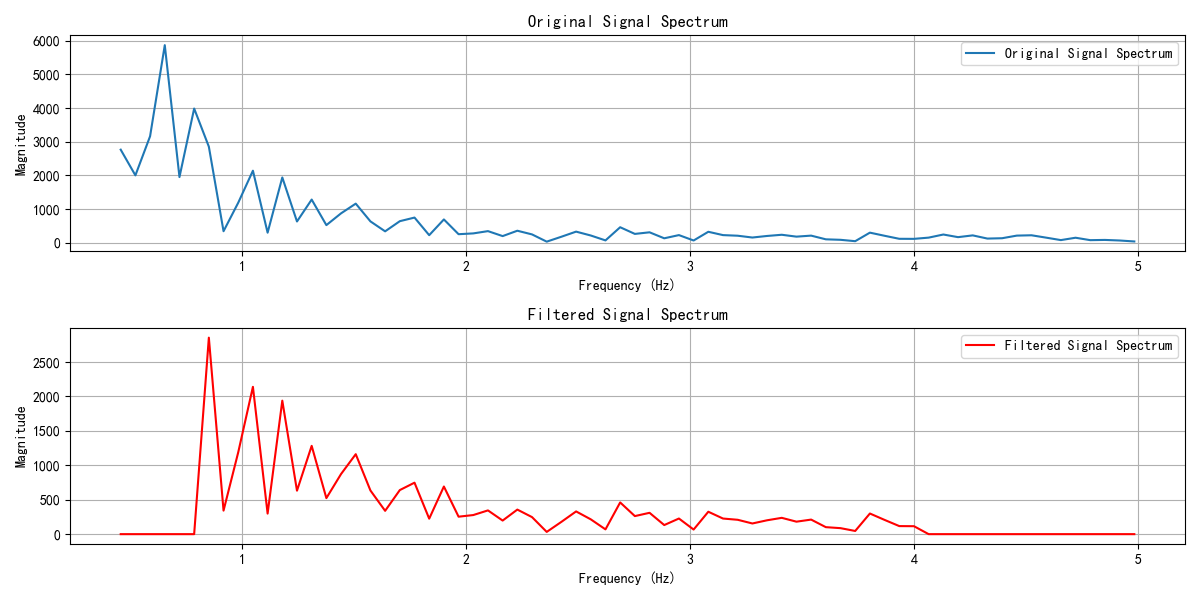 Original Signal Spectrum
Original Signal Spectrum
6000
5000
4000
3000
2000
1000
0
Magnitude
1
2
3
4
5
Frequency (Hz)
Filtered Signal Spectrum
Filtered Signal Spectrum
2500
2000
1500
1000
500
0
Magnitude
1
2
3
4
5
Frequency (Hz)